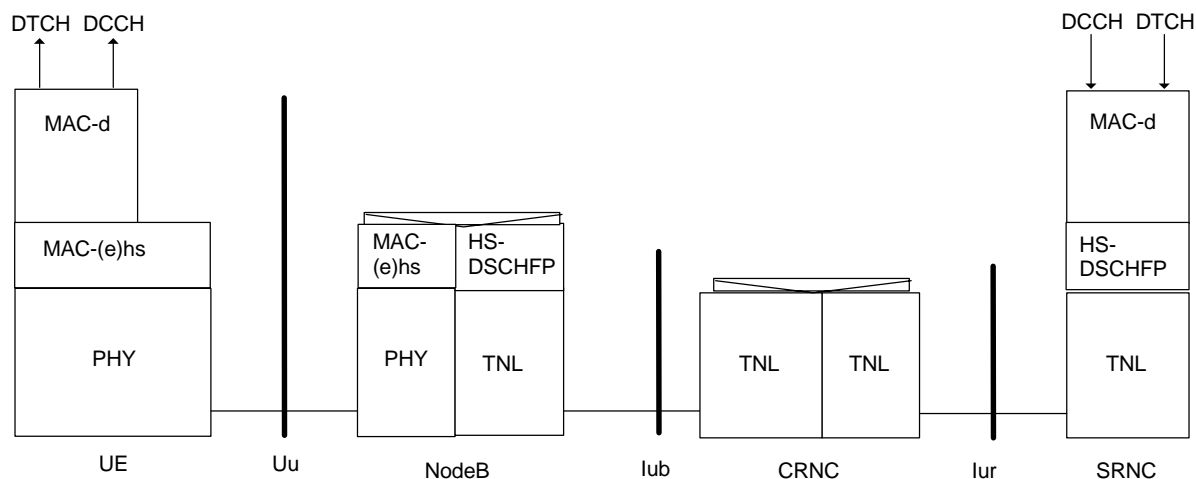 DTCH DCCH
DCCH DTCH
MAC-d
MAC-d
MAC-(e)hs
MAC-
(e)hs
HS-
DSCHFP
HS-
DSCHFP
PHY
PHY
TNL
TNL
TNL
TNL
UE
Uu
NodeB
Iub
CRNC
Iur
SRNC